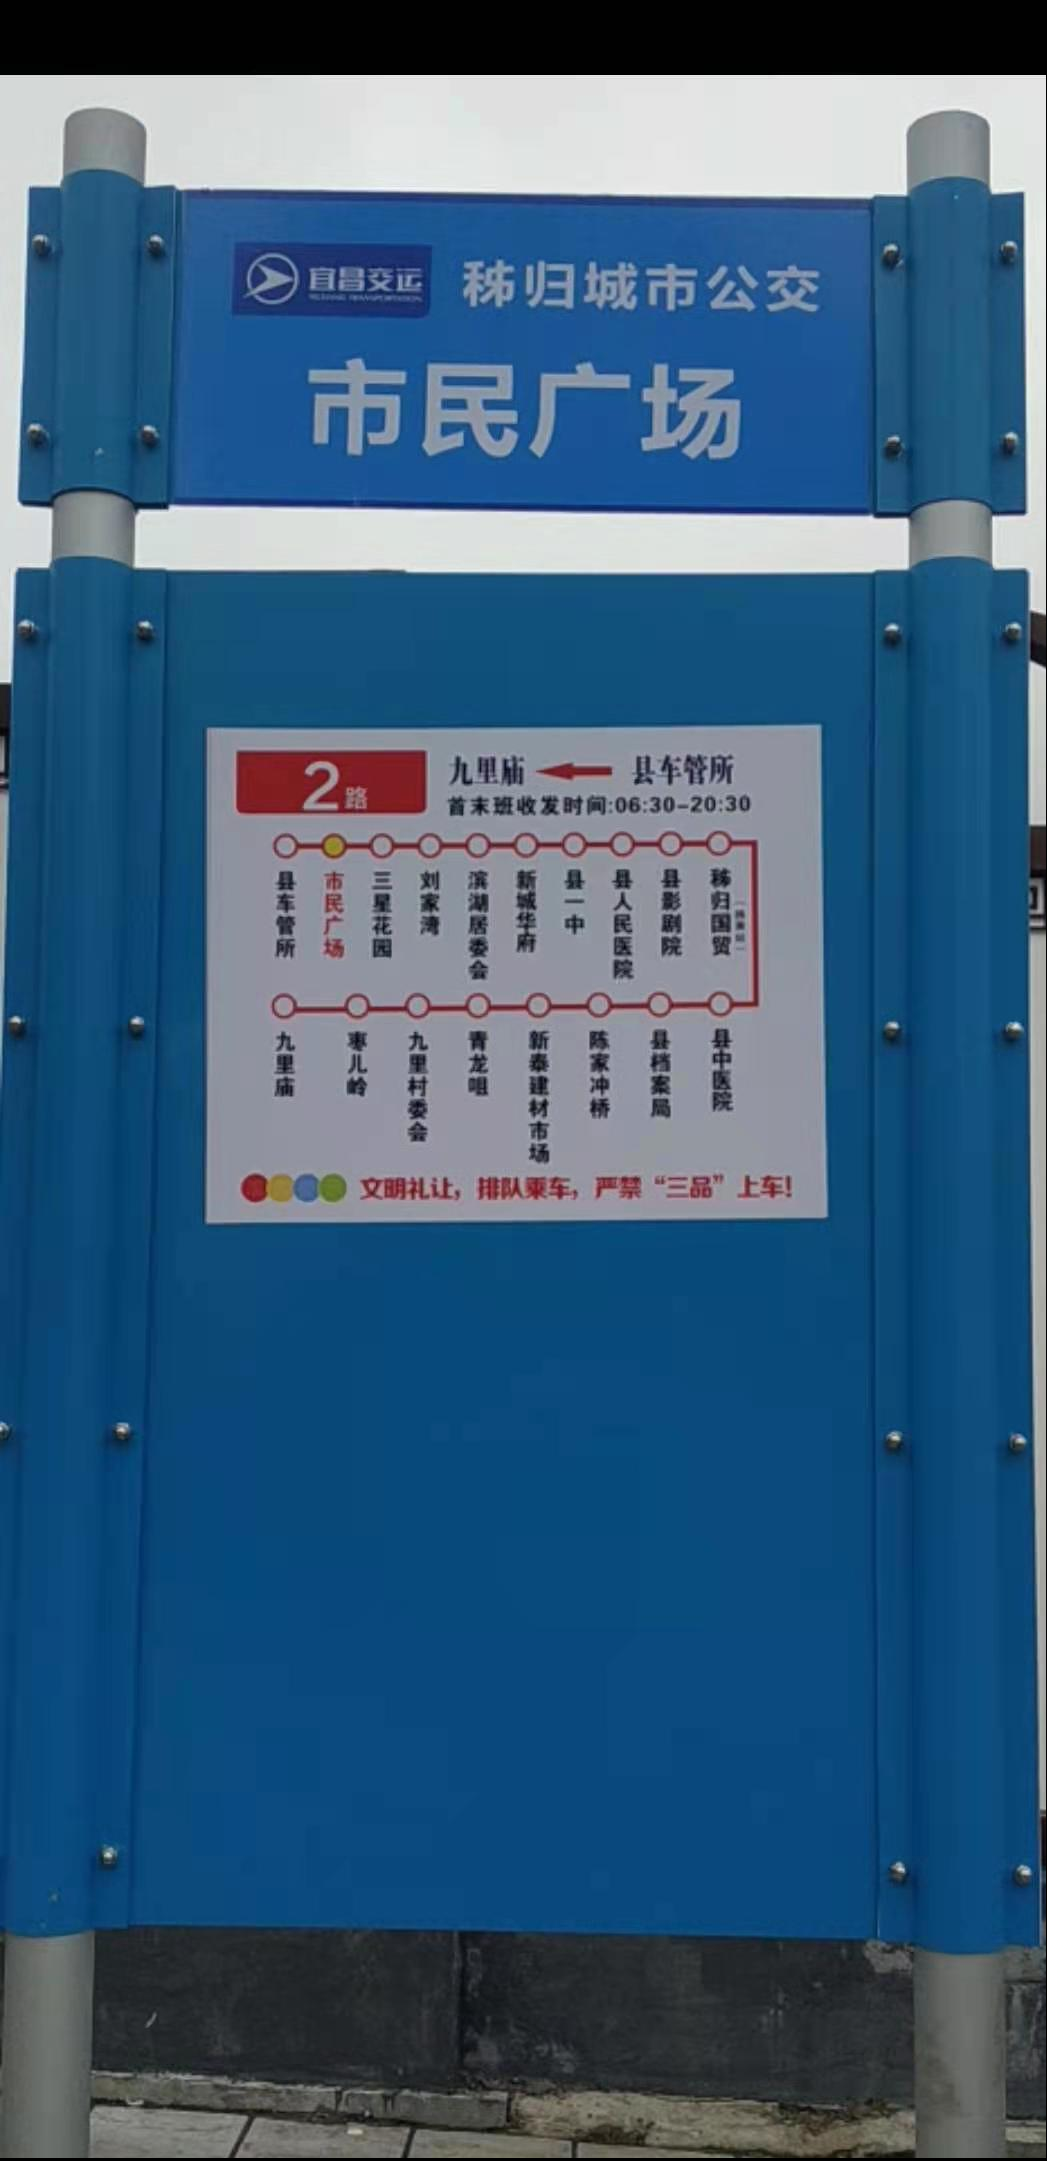 宜昌交运
秭归城市公交
市民广场
2路
九里庙
县车管所
首末班收发时间:06:30-20:30
县车管所
市民广场
三星花园
刘家湾
滨湖居委会
新城华府
县一中
县人民医院
县影剧院
秭归国贸
九里庙
枣儿岭
九里村委会
青龙咀
新泰建材市场
陈家冲桥
县档案局
县中医院
文明礼让，排队乘车，严禁“三品”上车！